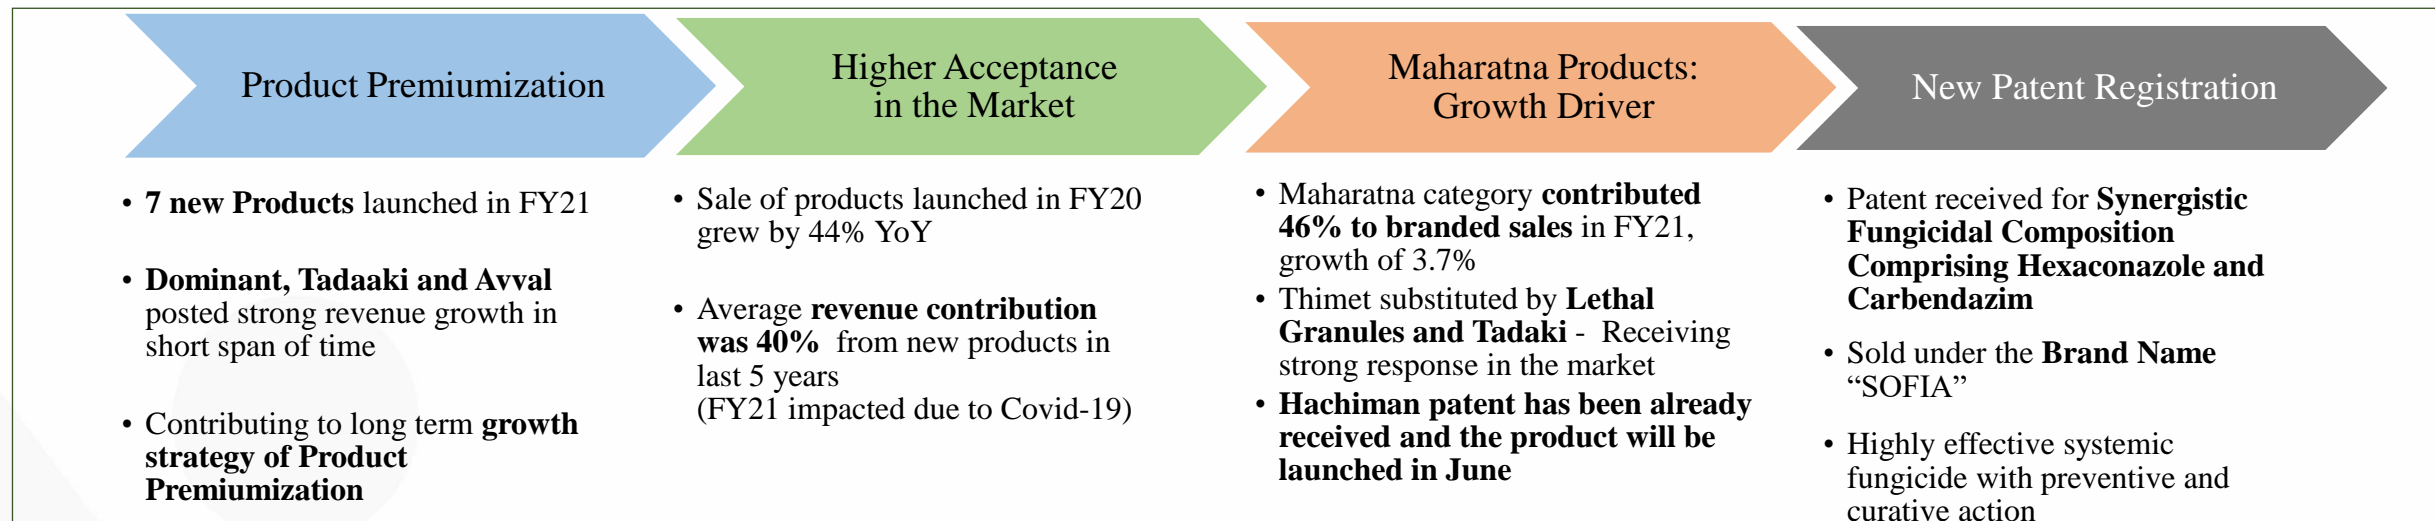 Product Premiumization
• 7 new Products launched in FY21
• Dominant, Tadaaki and Avval
posted strong revenue growth in
short span of time
• Contributing to long term growth
strategy of Product
Premiumization
Higher Acceptance
in the Market
• Sale of products launched in FY20
grew by 44% YoY
• Average revenue contribution
was 40% from new products in
last 5 years
(FY21 impacted due to Covid-19)
Maharatna Products:
Growth Driver
• Maharatna category contributed
46% to branded sales in FY21,
growth of 3.7%
• Thimet substituted by Lethal
Granules and Tadaki - Receiving
strong response in the market
• Hachiman patent has been already
received and the product will be
launched in June
New Patent Registration
• Patent received for Synergistic
Fungicidal Composition
Comprising Hexaconazole and
Carbendazim
• Sold under the Brand Name
“SOFIA”
• Highly effective systemic
fungicide with preventive and
curative action